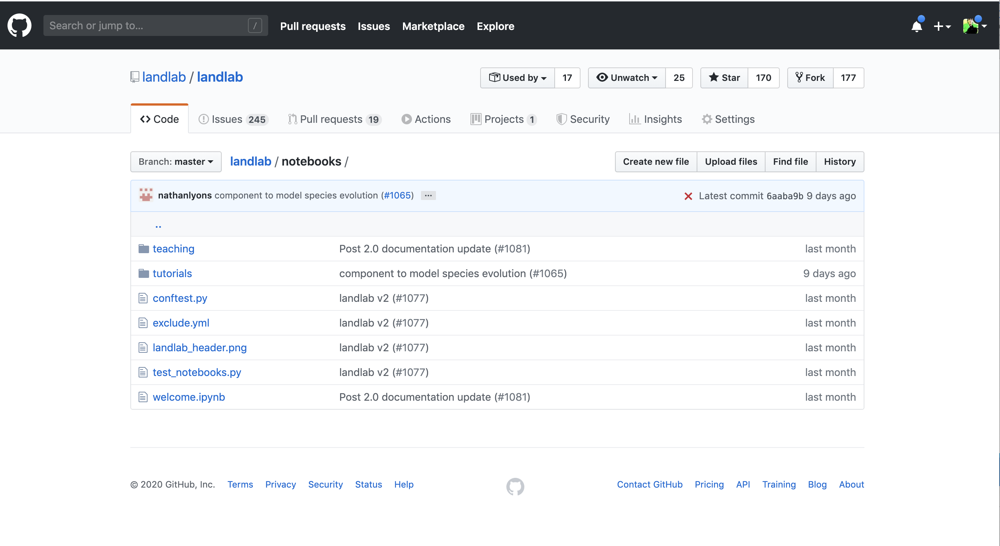 Search or jump to... / Pull requests Issues Marketplace Explore
landlab / landlab Used by 17 Unwatch 25 Star 170 Fork 177
Code Issues 245 Pull requests 19 Actions Projects 1 Security Insights Settings
Branch: master landlab / notebooks / Create new file Upload files Find file History
nathanlyons component to model species evolution (#1065) ... Latest commit 6aaba9b 9 days ago
..
teaching Post 2.0 documentation update (#1081) last month
tutorials component to model species evolution (#1065) 9 days ago
conftest.py landlab v2 (#1077) last month
exclude.yml landlab v2 (#1077) last month
landlab_header.png landlab v2 (#1077) last month
test_notebooks.py landlab v2 (#1077) last month
welcome.ipynb Post 2.0 documentation update (#1081) last month
© 2020 GitHub, Inc. Terms Privacy Security Status Help Contact GitHub Pricing API Training Blog About